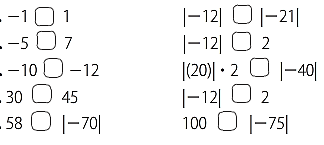 . −1 ☐ 1
. −5 ☐ 7
. −10 ☐ −12
. 30 ☐ 45
. 58 ☐ |−70|
|−12| ☐ |−21|
|−12| ☐ 2
|(20)| • 2 ☐ |−40|
|−12| ☐ 2
100 ☐ |−75|